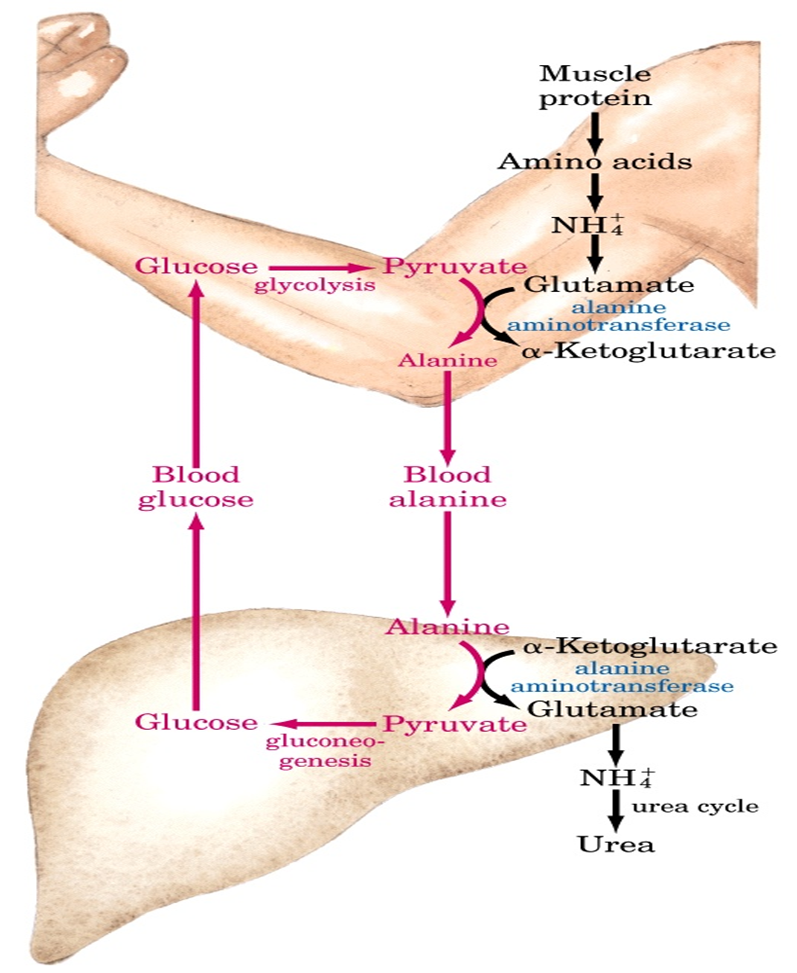 Muscle
protein
Amino acids
NH₄⁺
Glucose
glycolysis
Pyruvate
Glutamate
alanine
aminotransferase
α-Ketoglutarate
Alanine
Blood
glucose
Blood
alanine
Alanine
α-Ketoglutarate
alanine
aminotransferase
Glutamate
Glucose
gluconeo-
genesis
Pyruvate
NH₄⁺
urea cycle
Urea